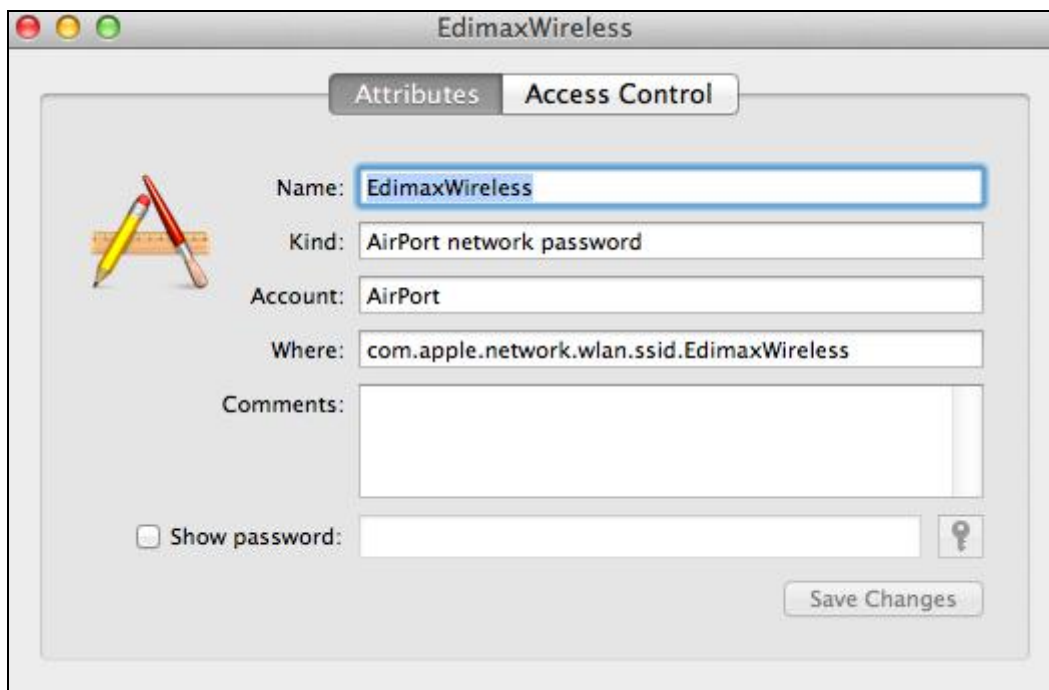 EdimaxWireless
Attributes Access Control
Name: EdimaxWireless
Kind: AirPort network password
Account: AirPort
Where: com.apple.network.wlan.ssid.EdimaxWireless
Comments:
Show password:
Save Changes